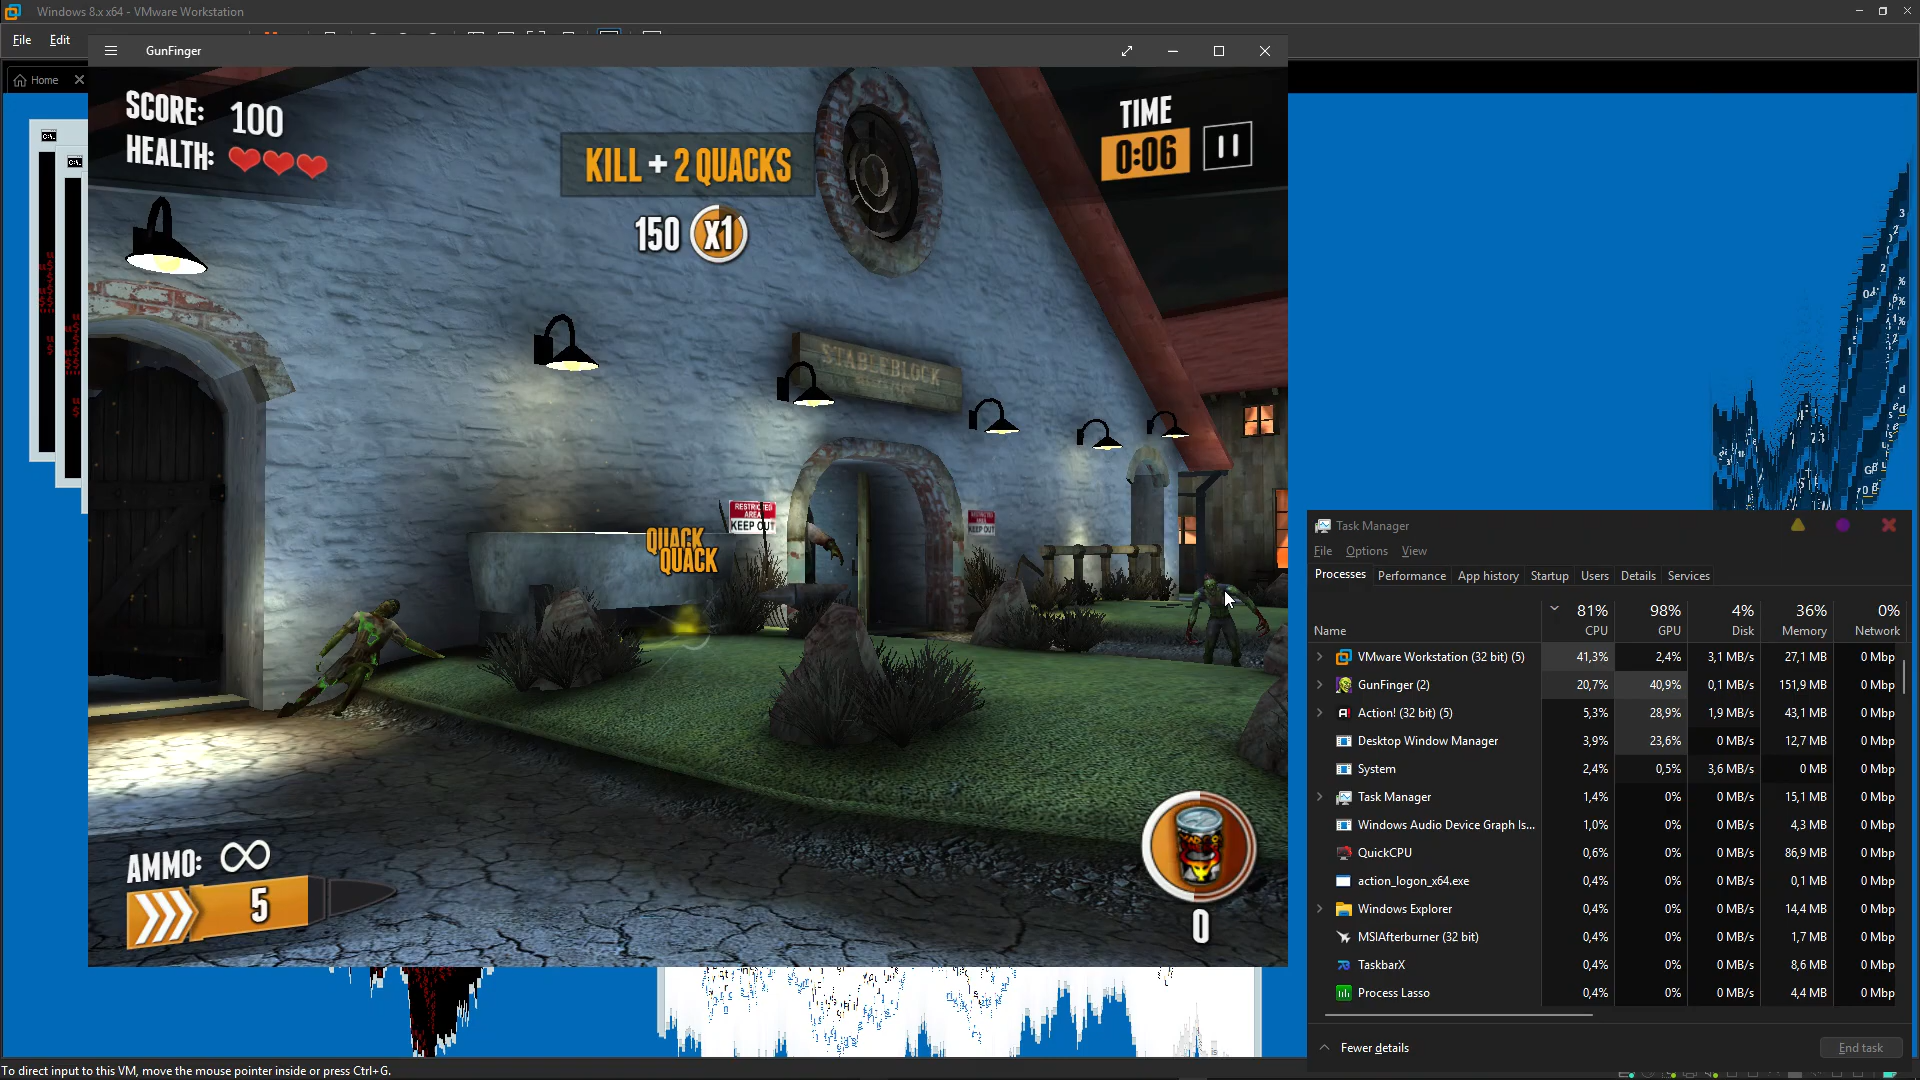 Windows 8.x x64 - VMware Workstation
File Edit
GunFinger
Home
SCORE: 100
HEALTH:
KILL + 2 QUACKS
150 X1
TIME
0:06
STABLEBLOCK
RESTRICTED
AREA
KEEP OUT
RESTRICTED
AREA
KEEP OUT
QUACK
QUACK
AMMO: ∞
5
0
Task Manager
File Options View
Processes Performance App history Startup Users Details Services
81% 98% 4% 36% 0%
Name CPU GPU Disk Memory Network
VMware Workstation (32 bit) (5) 41,3% 2,4% 3,1 MB/s 27,1 MB 0 Mbp
GunFinger (2) 20,7% 40,9% 0,1 MB/s 151,9 MB 0 Mbp
Action! (32 bit) (5) 5,3% 28,9% 1,9 MB/s 43,1 MB 0 Mbp
Desktop Window Manager 3,9% 23,6% 0 MB/s 12,7 MB 0 Mbp
System 2,4% 0,5% 3,6 MB/s 0 MB 0 Mbp
Task Manager 1,4% 0% 0 MB/s 15,1 MB 0 Mbp
Windows Audio Device Graph Is... 1,0% 0% 0 MB/s 4,3 MB 0 Mbp
QuickCPU 0,6% 0% 0 MB/s 86,9 MB 0 Mbp
action_logon_x64.exe 0,4% 0% 0 MB/s 0,1 MB 0 Mbp
Windows Explorer 0,4% 0% 0 MB/s 14,4 MB 0 Mbp
MSIAfterburner (32 bit) 0,4% 0% 0 MB/s 1,7 MB 0 Mbp
TaskbarX 0,4% 0% 0 MB/s 8,6 MB 0 Mbp
Process Lasso 0,4% 0% 0 MB/s 4,4 MB 0 Mbp
Fewer details
End task
To direct input to this VM, move the mouse pointer inside or press Ctrl+G.